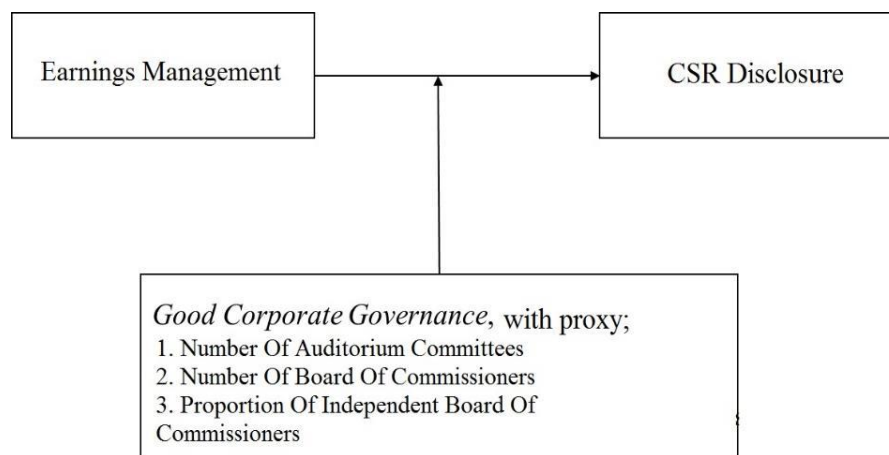 Earnings Management
CSR Disclosure
Good Corporate Governance, with proxy;
1. Number Of Auditorium Committees
2. Number Of Board Of Commissioners
3. Proportion Of Independent Board Of
Commissioners